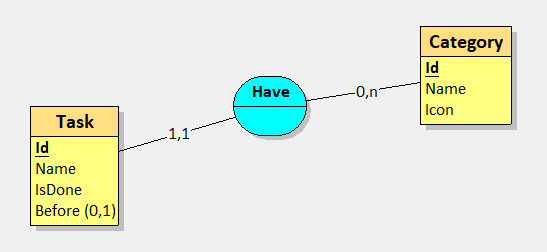 Category
Id
Name
Icon
Have
0,n
1,1
Task
Id
Name
IsDone
Before (0,1)